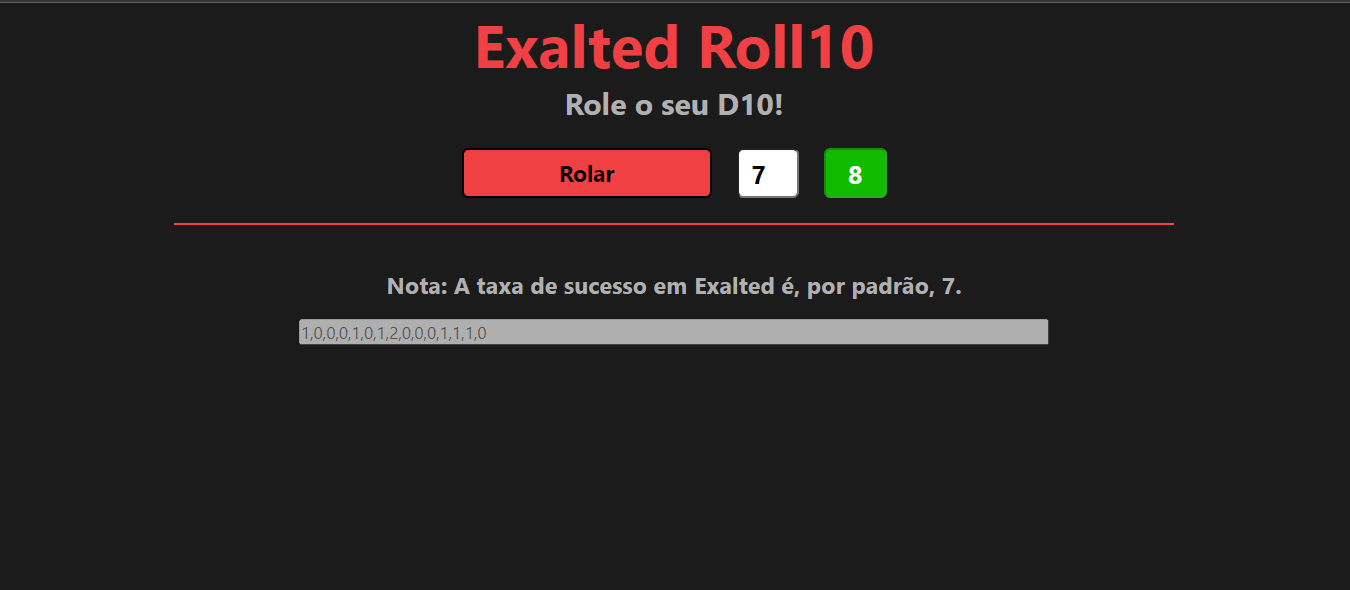 Exalted Roll10
Role o seu D10!
Rolar 7 8
Nota: A taxa de sucesso em Exalted é, por padrão, 7.
1,0,0,0,1,0,1,2,0,0,0,1,1,1,0